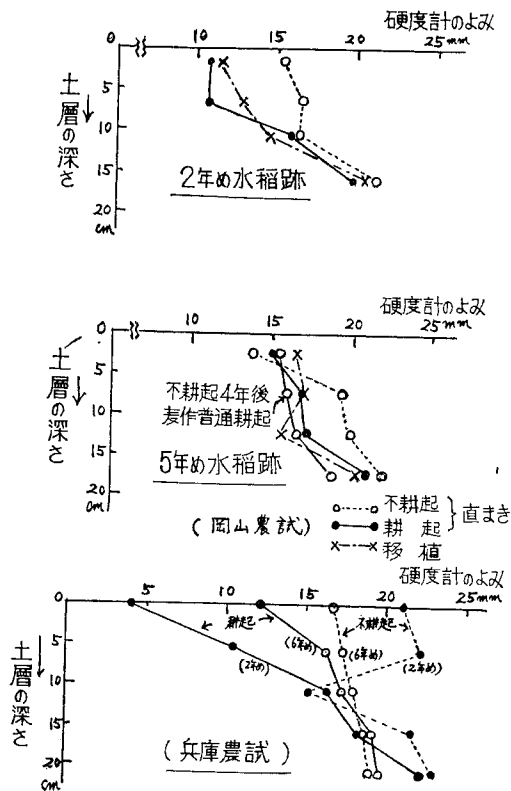 硬度計のよみ
0 10 15 20 25mm
土層の深さ
0
5
10
15
20
cm
2年め水稲跡
硬度計のよみ
0 10 15 20 25mm
土層の深さ
0
5
10
15
20
cm
不耕起4年後
麦作普通耕起
5年め水稲跡
(岡山農試)
不耕起
耕起
直まき
移植
硬度計のよみ
0 5 10 15 20 25mm
土層の深さ
0
5
10
15
20
cm
耕起
不耕起
(2年め)
(6年め)
(6年め)
(2年め)
(兵庫農試)